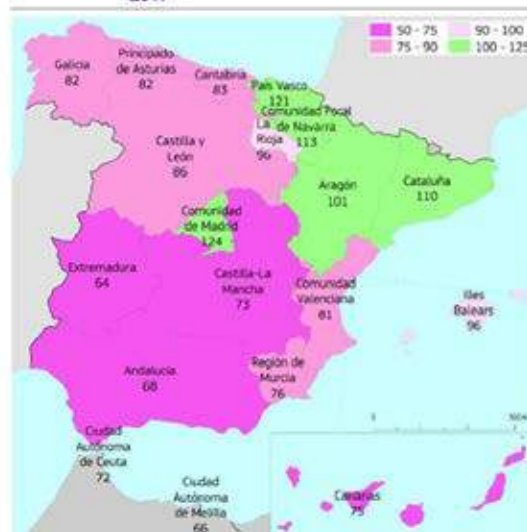 50 - 75
90 - 100
75 - 90
100 - 125
Galicia
82
Principado
de Asturias
82
Cantabria
83
País Vasco
121
Comunidad Foral
de Navarra
113
La
Rioja
96
Castilla y
León
86
Aragón
101
Cataluña
110
Comunidad
de Madrid
124
Extremadura
64
Castilla-La
Mancha
73
Comunidad
Valenciana
81
Illes
Balears
96
Andalucía
68
Región de
Murcia
76
Ciudad
Autónoma
de Ceuta
72
Ciudad
Autónoma
de Melilla
66
Canarias
75
0